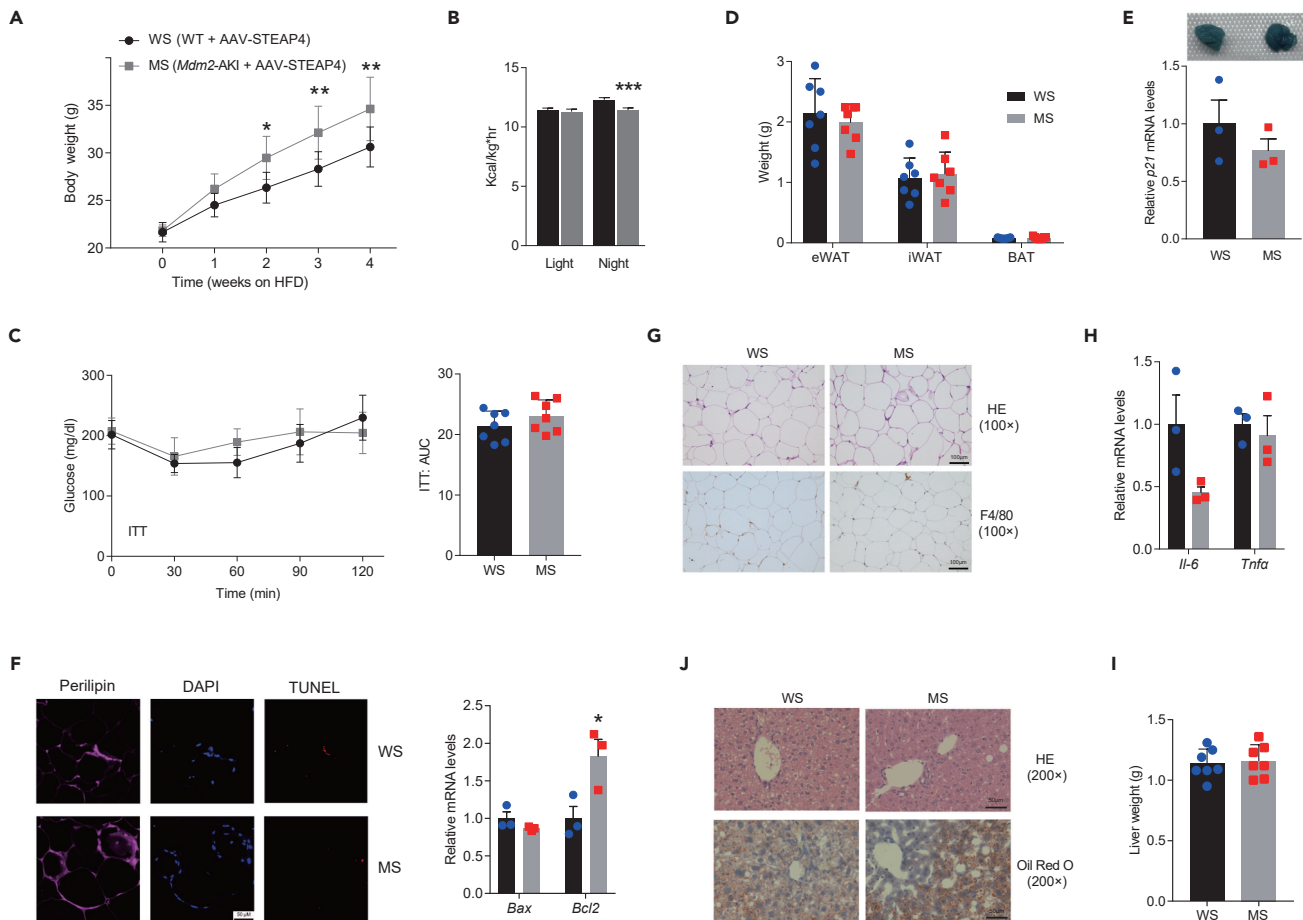 A
WS (WT + AAV-STEAP4)
MS (Mdm2-AKI + AAV-STEAP4)
Body weight (g)
35
30
25
20
*
**
**
0 1 2 3 4
Time (weeks on HFD)
B
Kcal/kg*hr
15
10
5
0
***
Light Night
D
Weight (g)
3
2
1
0
WS
MS
eWAT iWAT BAT
E
Relative p21 mRNA levels
1.5
1.0
0.5
0.0
WS MS
C
Glucose (mg/dl)
300
200
100
0
ITT
0 30 60 90 120
Time (min)
ITT: AUC
30
20
10
0
WS MS
G
WS MS
HE
(100×)
100µm
F4/80
(100×)
100µm
H
Relative mRNA levels
1.5
1.0
0.5
0.0
Il-6 Tnfα
F
Perilipin DAPI TUNEL
WS
MS
50 µM
Relative mRNA levels
2.5
2.0
1.5
1.0
0.5
0.0
*
Bax Bcl2
J
WS MS
HE
(200×)
50µm
Oil Red O
(200×)
50µm
I
Liver weight (g)
1.5
1.0
0.5
0.0
WS MS